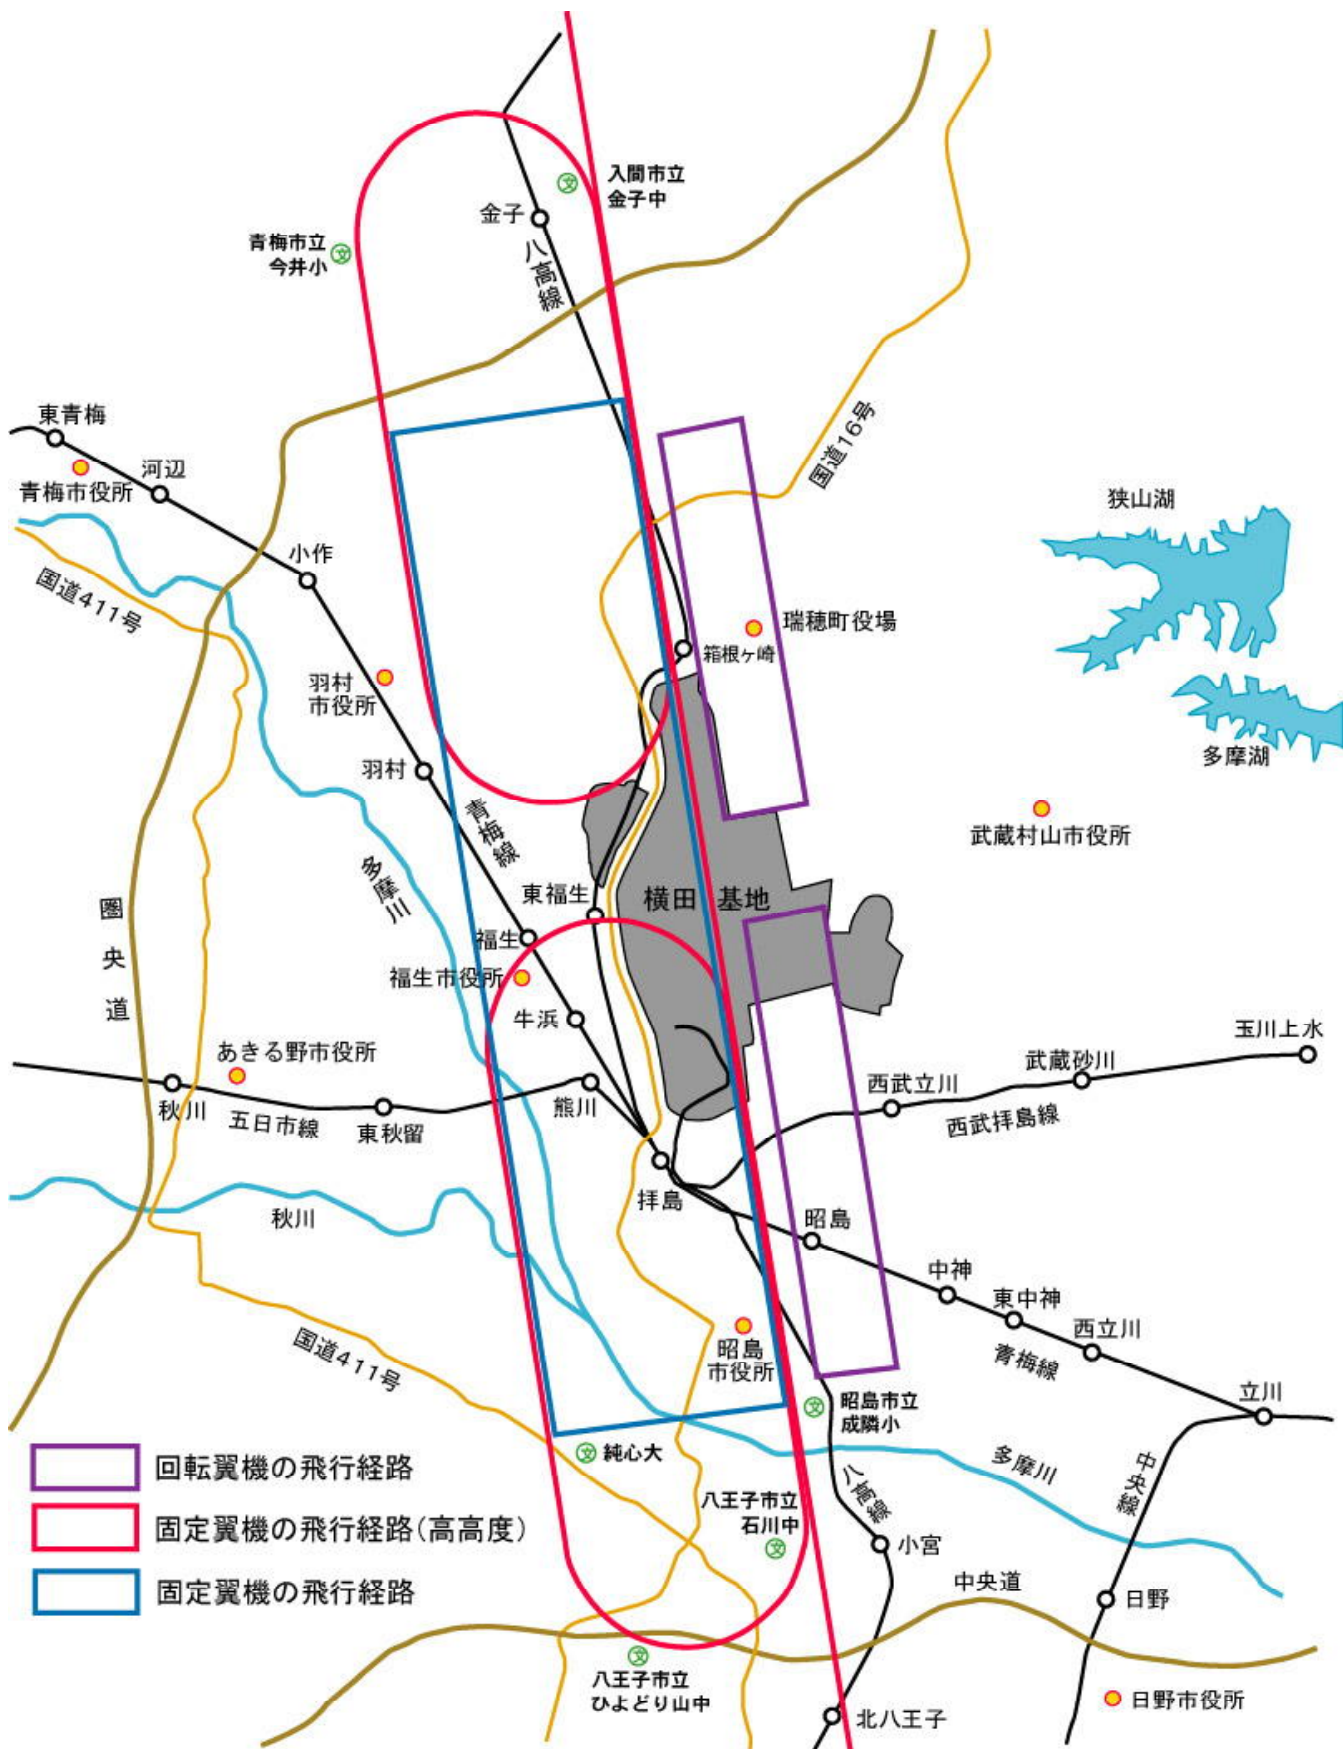 入間市立
金子中
金子
青梅市立
今井小
八高線
東青梅
青梅市役所
河辺
国道16号
狭山湖
小作
国道411号
瑞穂町役場
箱根ヶ崎
羽村
市役所
多摩湖
羽村
青梅線
武蔵村山市役所
多摩川
東福生
横田 基地
圏央道
福生
福生市役所
牛浜
玉川上水
あきる野市役所
武蔵砂川
西武立川
秋川
五日市線
東秋留
熊川
西武拝島線
拝島
秋川
昭島
中神
東中神
西立川
青梅線
国道411号
昭島
市役所
立川
昭島市立
成隣小
純心大
回転翼機の飛行経路
多摩川
中央線
八王子市立
石川中
八高線
固定翼機の飛行経路(高高度)
小宮
中央道
固定翼機の飛行経路
日野
八王子市立
ひよどり山中
日野市役所
北八王子
文
文
文
文
文
文